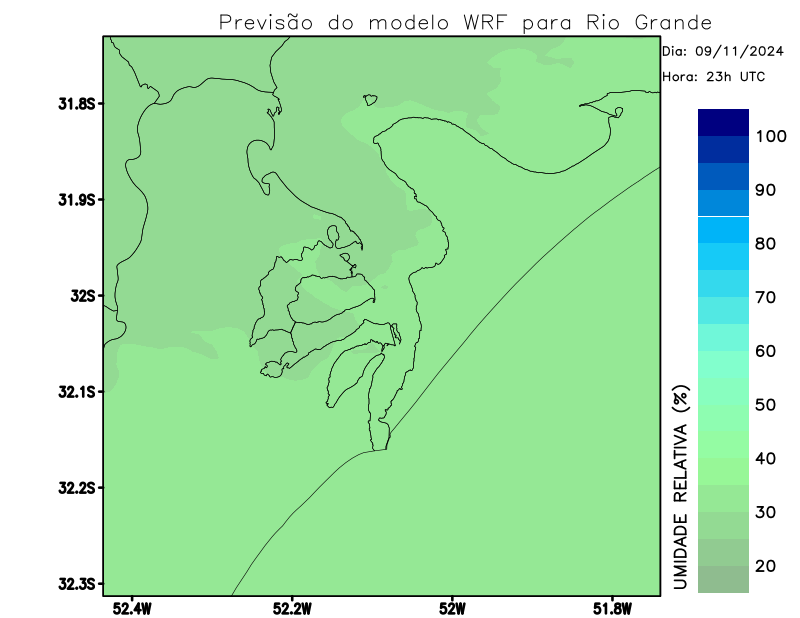 Previsão do modelo WRF para Rio Grande
Dia: 09/11/2024
Hora: 23h UTC
31.8S
31.9S
32S
32.1S
32.2S
32.3S
52.4W
52.2W
52W
51.8W
100
90
80
70
60
50
40
30
20
UMIDADE RELATIVA (%)